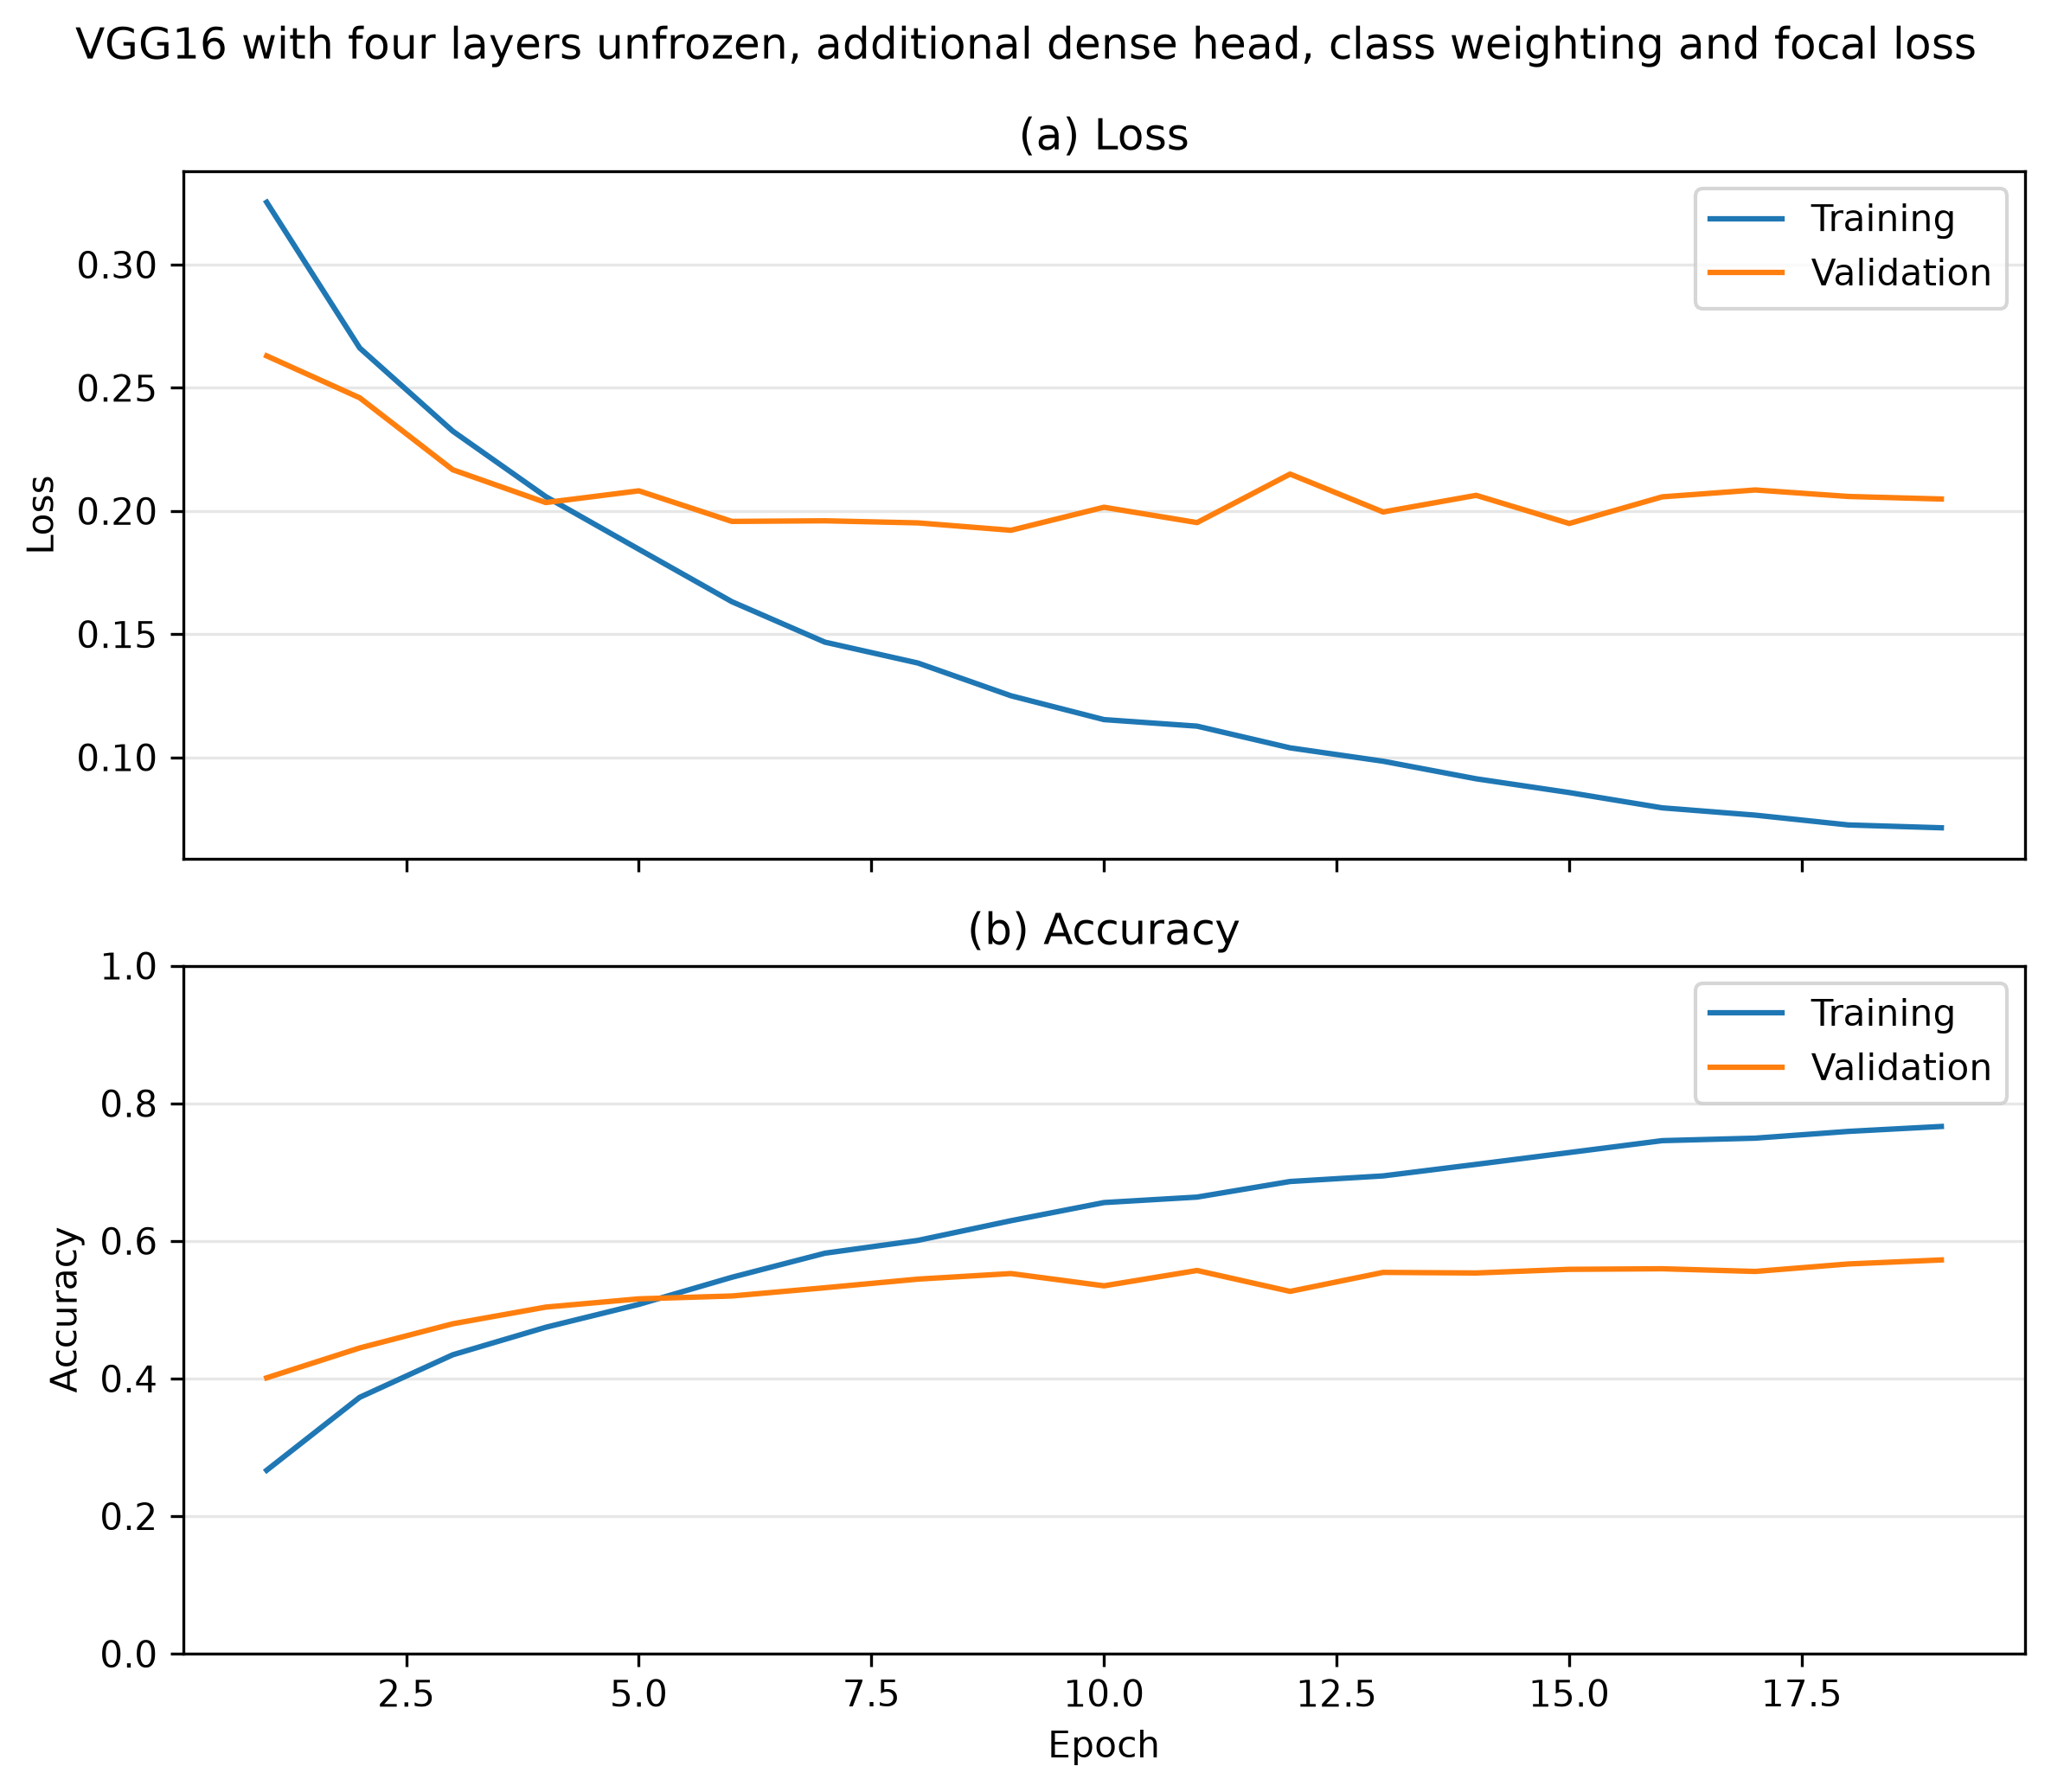 VGG16 with four layers unfrozen, additional dense head, class weighting and focal loss
(a) Loss
Training
Validation
0.30
0.25
0.20
0.15
0.10
Loss
(b) Accuracy
Training
Validation
1.0
0.8
0.6
0.4
0.2
0.0
Accuracy
2.5 5.0 7.5 10.0 12.5 15.0 17.5
Epoch